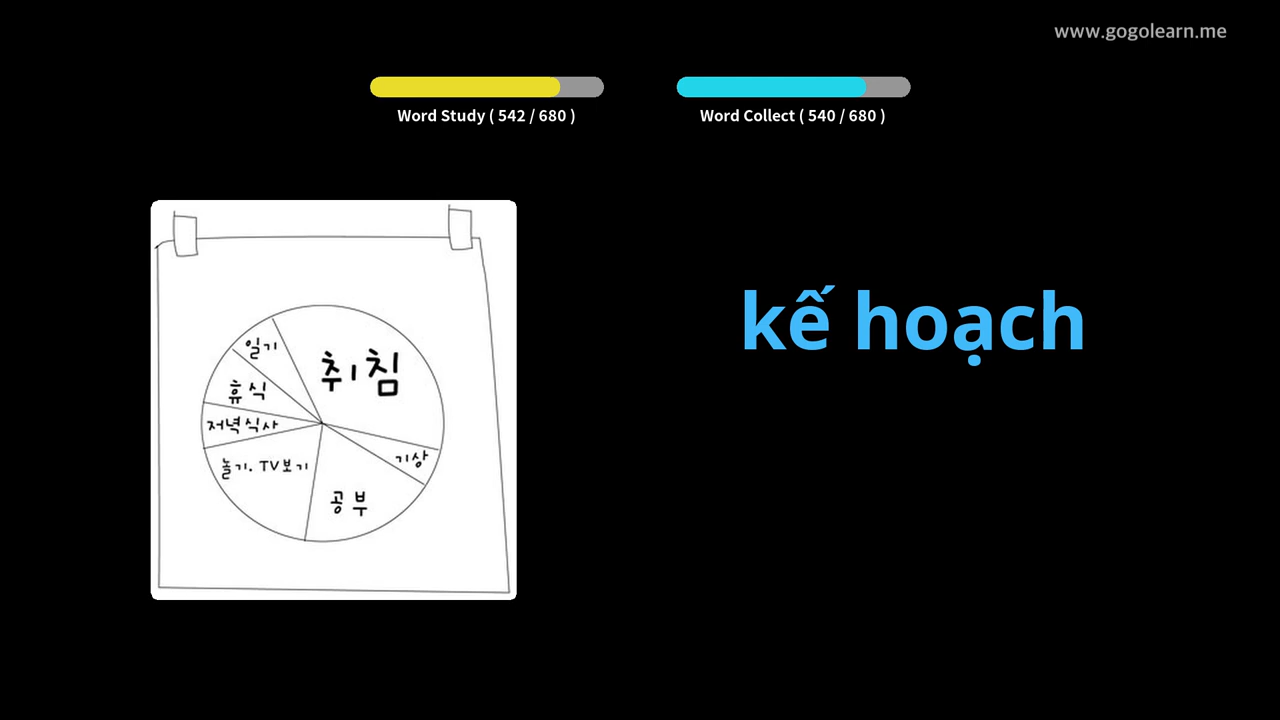 www.gogolearn.me
Word Study ( 542 / 680 )
Word Collect ( 540 / 680 )
일기
취침
휴식
저녁식사
놀기. TV보기
기상
공부
kế hoạch